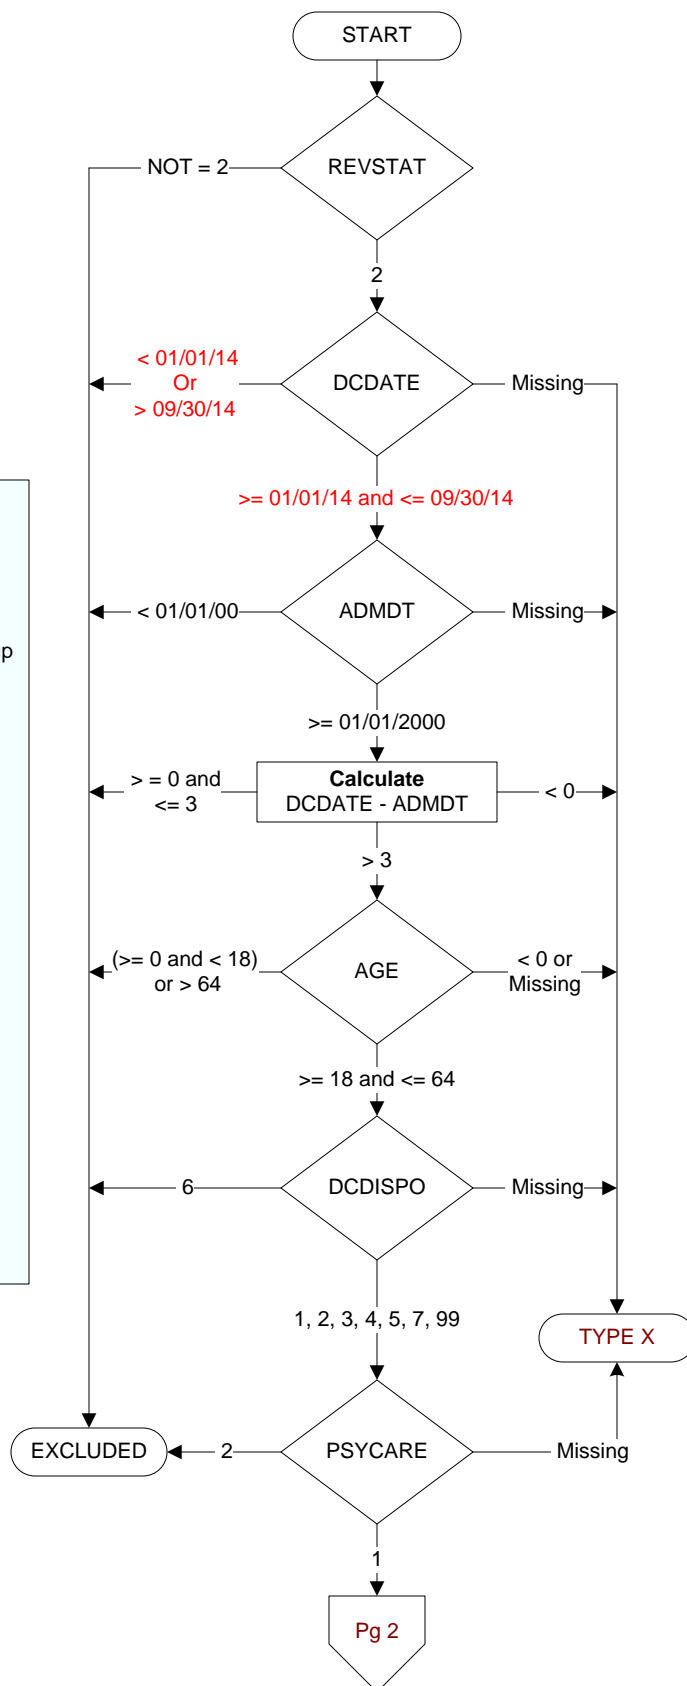 START
NOT = 2
REVSTAT
2
< 01/01/14
Or
> 09/30/14
DCDATE
Missing
>= 01/01/14 and <= 09/30/14
< 01/01/00
ADMDT
Missing
p
>= 01/01/2000
> = 0 and
<= 3
Calculate
DCDATE - ADMDT
< 0
> 3
(>= 0 and < 18)
or > 64
AGE
< 0 or
Missing
>= 18 and <= 64
6
DCDISPO
Missing
1, 2, 3, 4, 5, 7, 99
TYPE X
EXCLUDED
2
PSYCARE
Missing
1
Pg 2